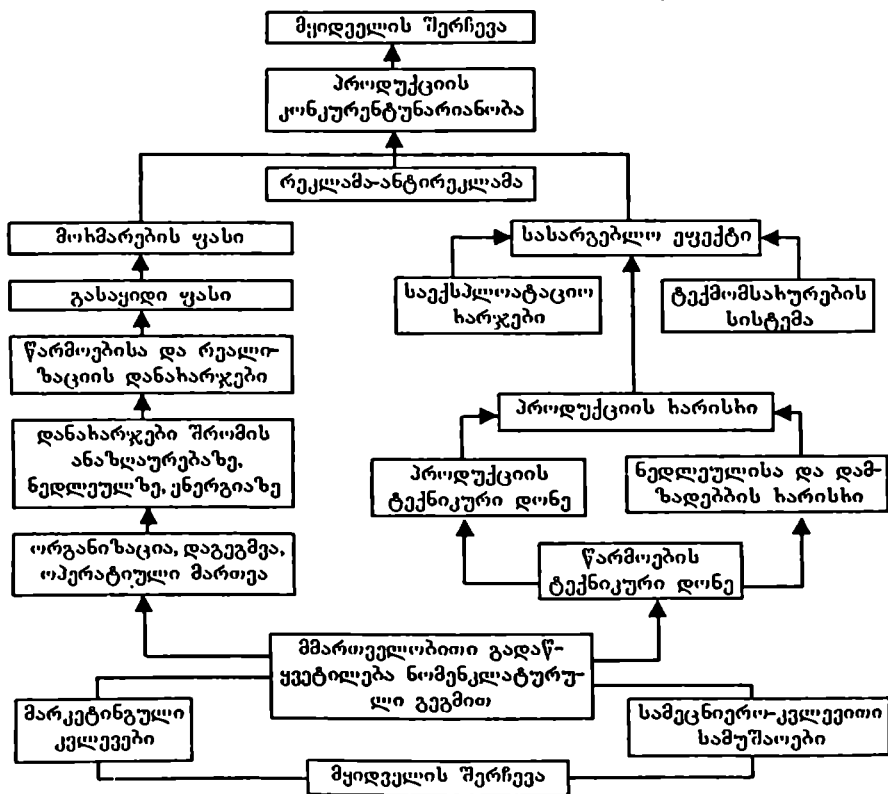 მყიდველის შერჩევა
პროდუქციის
კონკურენტუნარიანობა
რეკლამა-ანტირეკლამა
მოხმარების ფასი
სასარგებლო ეფექტი
გასაყიდი ფასი
საექსპლოატაციო
ხარჯები
ტექმომსახურების
სისტემა
წარმოებისა და რეალი-
ზაციის დანახარჯები
პროდუქციის ხარისხი
დანახარჯები შრომის
ანაზღაურებაზე,
ნედლეულზე, ენერგიაზე
პროდუქციის
ტექნიკური დონე
ნედლეულისა და დამ-
ზადებბის ხარისხი
ორგანიზაცია, დაგეგმვა,
ოპერატიული მართვა
წარმოების
ტექნიკური დონე
მმართველობითი გადაწ-
ყვეტილება ნომენკლატურუ-
ლი გეგმით
მარკეტინგული
კვლევები
სამეცნიერო-კვლევითი
სამუშაოები
მყიდველის შერჩევა